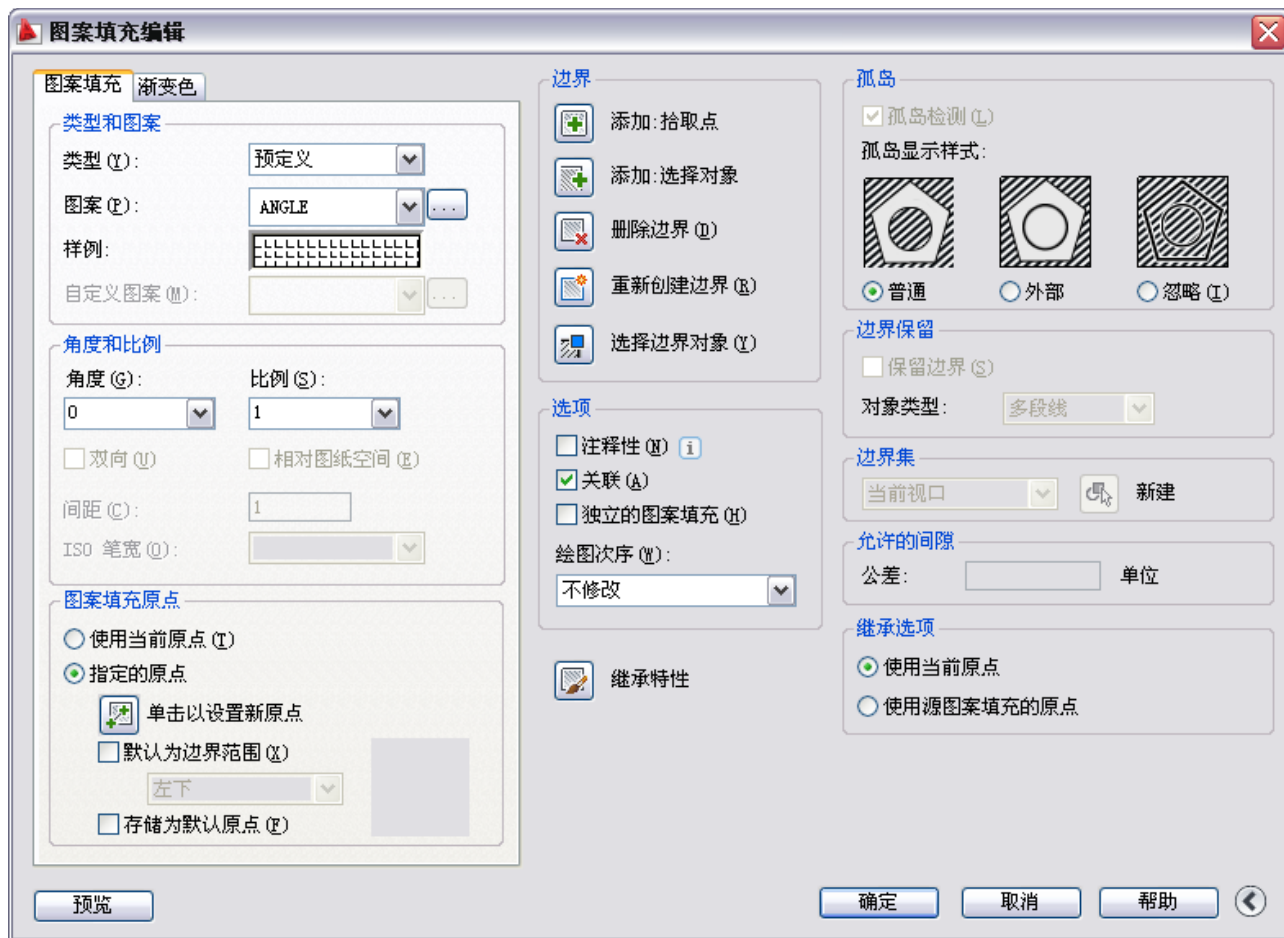 图案填充编辑
图案填充
渐变色
类型和图案
类型(Y):
预定义
图案(P):
ANGLE
...
样例:
自定义图案(M):
...
角度和比例
角度(G):
比例(S):
0
1
双向(U)
相对图纸空间(E)
间距(C):
1
ISO 笔宽(O):
图案填充原点
使用当前原点(T)
指定的原点
单击以设置新原点
默认为边界范围(X)
左下
存储为默认原点(F)
预览
边界
添加:拾取点
添加:选择对象
删除边界(D)
重新创建边界(R)
选择边界对象(Y)
选项
注释性(N)
i
关联(A)
独立的图案填充(H)
绘图次序(W):
不修改
继承特性
孤岛
孤岛检测(L)
孤岛显示样式:
普通
外部
忽略(I)
边界保留
保留边界(S)
对象类型:
多段线
边界集
当前视口
新建
允许的间隙
公差:
单位
继承选项
使用当前原点
使用源图案填充的原点
确定
取消
帮助